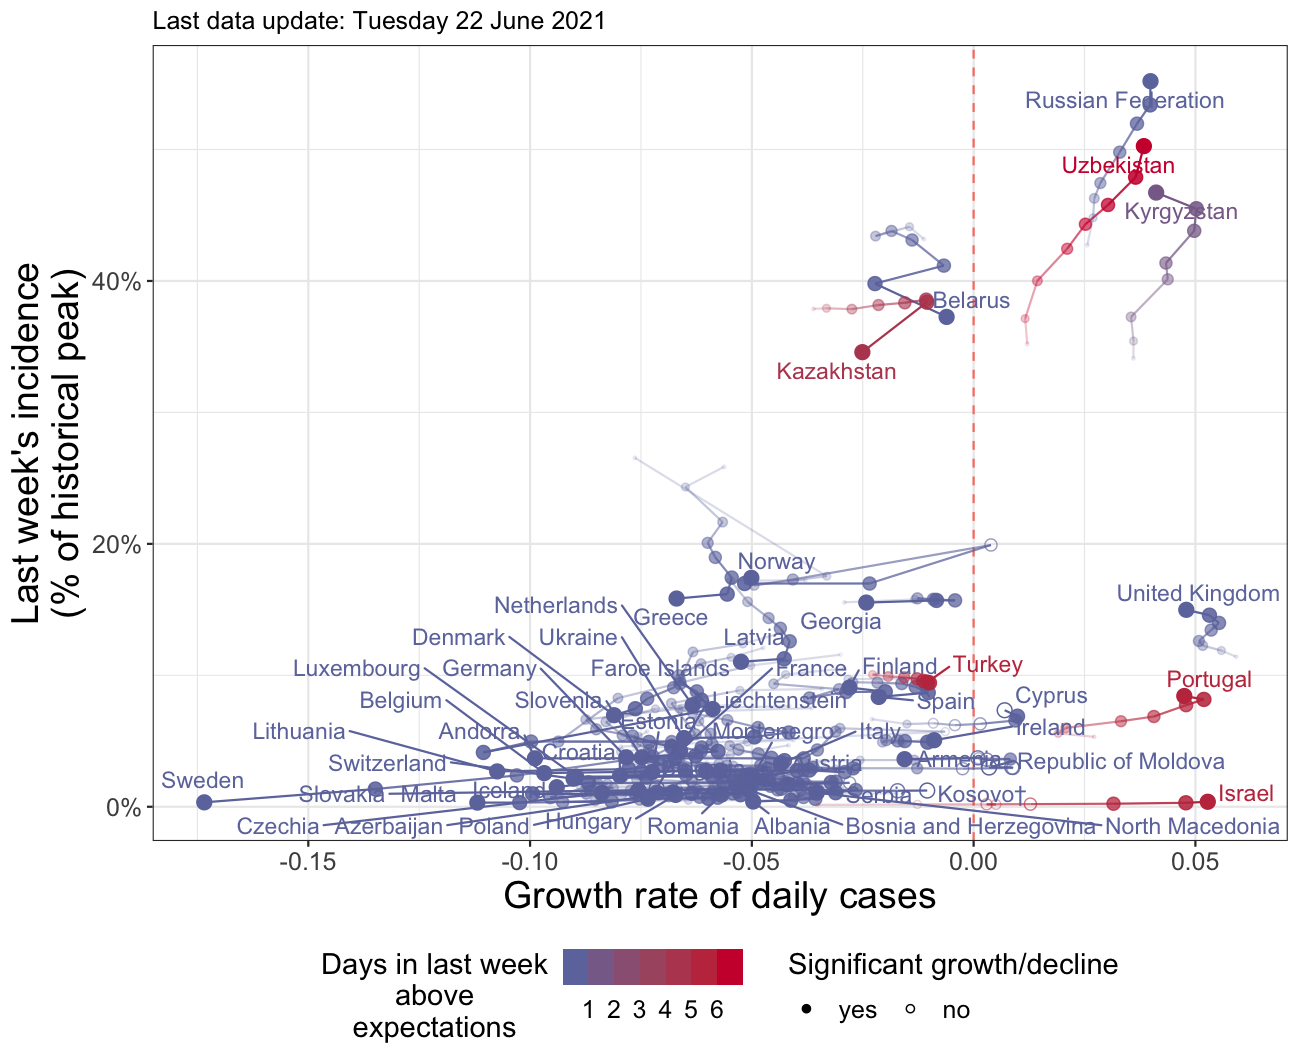 Last data update: Tuesday 22 June 2021
Last week's incidence
(% of historical peak)
40%
20%
0%
Russian Federation
Uzbekistan
Kyrgyzstan
Belarus
Kazakhstan
Norway
Netherlands
Greece
Georgia
United Kingdom
Denmark
Ukraine
Latvia
Luxembourg
Germany
Faroe Islands
France
Finland
Turkey
Portugal
Belgium
Slovenia
Liechtenstein
Spain
Cyprus
Lithuania
Andorra
Estonia
Montenegro
Italy
Ireland
Switzerland
Croatia
Austria
Armenia
Republic of Moldova
Sweden
Slovakia
Malta
Iceland
Serbia
Kosovo†
Israel
Czechia
Azerbaijan
Poland
Hungary
Romania
Albania
Bosnia and Herzegovina
North Macedonia
-0.15
-0.10
-0.05
0.00
0.05
Growth rate of daily cases
Days in last week
above
expectations
1 2 3 4 5 6
Significant growth/decline
yes
no